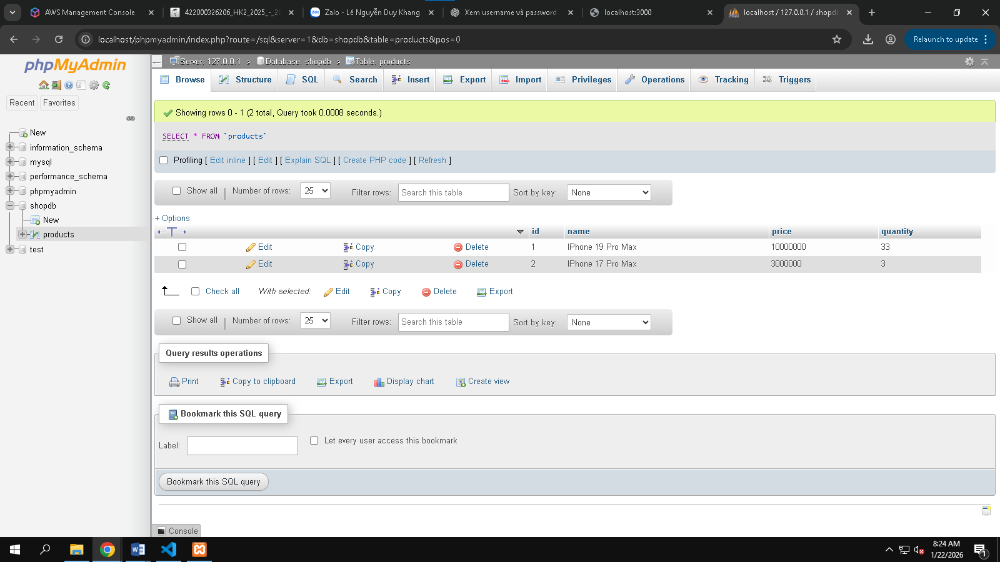 AWS Management Console
422000326206_HK2_2025_-_20
Zalo - Lê Nguyễn Duy Khang
Xem username và password
localhost:3000
localhost / 127.0.0.1 / shopdb
localhost/phpmyadmin/index.php?route=/sql&server=1&db=shopdb&table=products&pos=0
Relaunch to update
phpMyAdmin
Recent
Favorites
New
information_schema
mysql
performance_schema
phpmyadmin
shopdb
New
products
test
Server: 127.0.0.1 » Database: shopdb » Table: products
Browse
Structure
SQL
Search
Insert
Export
Import
Privileges
Operations
Tracking
Triggers
Showing rows 0 - 1 (2 total, Query took 0.0008 seconds.)
SELECT * FROM `products`
Profiling [ Edit inline ] [ Edit ] [ Explain SQL ] [ Create PHP code ] [ Refresh ]
Show all | Number of rows: 25 Filter rows: Search this table Sort by key: None
+ Options
←T→ id name price quantity
Edit Copy Delete 1 IPhone 19 Pro Max 10000000 33
Edit Copy Delete 2 IPhone 17 Pro Max 3000000 3
Check all With selected: Edit Copy Delete Export
Show all | Number of rows: 25 Filter rows: Search this table Sort by key: None
Query results operations
Print Copy to clipboard Export Display chart Create view
Bookmark this SQL query
Label: Let every user access this bookmark
Bookmark this SQL query
Console
8:24 AM
1/22/2026
1